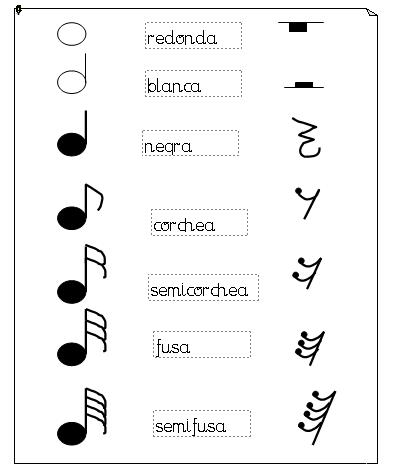 redonda
blanca
negra
corchea
semicorchea
fusa
semifusa